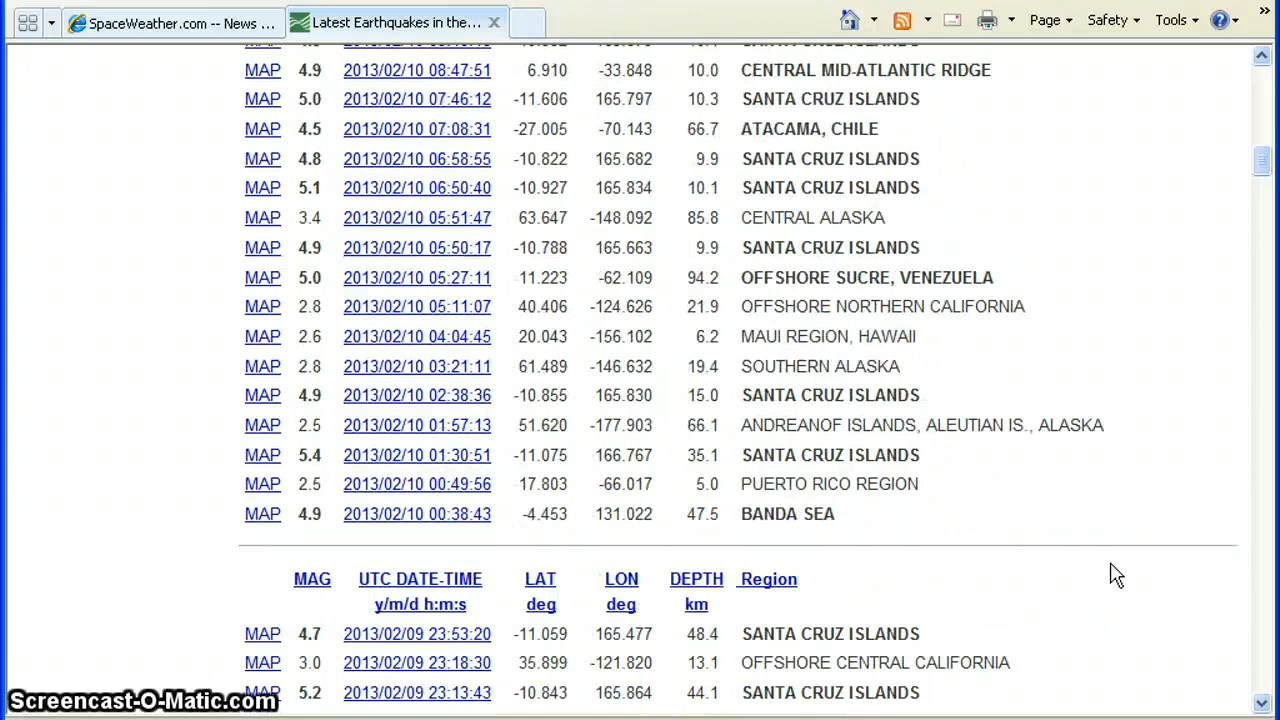 SpaceWeather.com -- News ...
Latest Earthquakes in the...
Page
Safety
Tools
MAP 4.9 2013/02/10 08:47:51 6.910 -33.848 10.0 CENTRAL MID-ATLANTIC RIDGE
MAP 5.0 2013/02/10 07:46:12 -11.606 165.797 10.3 SANTA CRUZ ISLANDS
MAP 4.5 2013/02/10 07:08:31 -27.005 -70.143 66.7 ATACAMA, CHILE
MAP 4.8 2013/02/10 06:58:55 -10.822 165.682 9.9 SANTA CRUZ ISLANDS
MAP 5.1 2013/02/10 06:50:40 -10.927 165.834 10.1 SANTA CRUZ ISLANDS
MAP 3.4 2013/02/10 05:51:47 63.647 -148.092 85.8 CENTRAL ALASKA
MAP 4.9 2013/02/10 05:50:17 -10.788 165.663 9.9 SANTA CRUZ ISLANDS
MAP 5.0 2013/02/10 05:27:11 11.223 -62.109 94.2 OFFSHORE SUCRE, VENEZUELA
MAP 2.8 2013/02/10 05:11:07 40.406 -124.626 21.9 OFFSHORE NORTHERN CALIFORNIA
MAP 2.6 2013/02/10 04:04:45 20.043 -156.102 6.2 MAUI REGION, HAWAII
MAP 2.8 2013/02/10 03:21:11 61.489 -146.632 19.4 SOUTHERN ALASKA
MAP 4.9 2013/02/10 02:38:36 -10.855 165.830 15.0 SANTA CRUZ ISLANDS
MAP 2.5 2013/02/10 01:57:13 51.620 -177.903 66.1 ANDREANOF ISLANDS, ALEUTIAN IS., ALASKA
MAP 5.4 2013/02/10 01:30:51 -11.075 166.767 35.1 SANTA CRUZ ISLANDS
MAP 2.5 2013/02/10 00:49:56 17.803 -66.017 5.0 PUERTO RICO REGION
MAP 4.9 2013/02/10 00:38:43 -4.453 131.022 47.5 BANDA SEA
MAG UTC DATE-TIME LAT LON DEPTH Region
y/m/d h:m:s deg deg km
MAP 4.7 2013/02/09 23:53:20 -11.059 165.477 48.4 SANTA CRUZ ISLANDS
MAP 3.0 2013/02/09 23:18:30 35.899 -121.820 13.1 OFFSHORE CENTRAL CALIFORNIA
MAP 5.2 2013/02/09 23:13:43 -10.843 165.864 44.1 SANTA CRUZ ISLANDS
Screencast-O-Matic.com